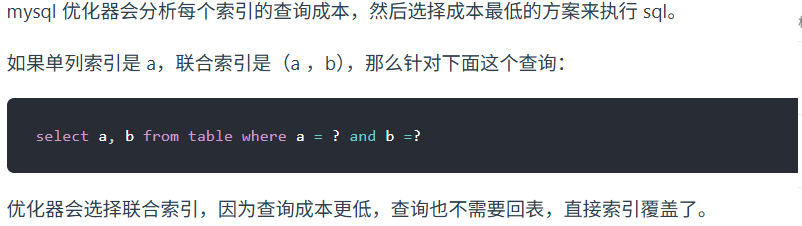 mysql 优化器会分析每个索引的查询成本，然后选择成本最低的方案来执行 sql。
如果单列索引是 a，联合索引是（a ，b），那么针对下面这个查询：
select a, b from table where a = ? and b =?
优化器会选择联合索引，因为查询成本更低，查询也不需要回表，直接索引覆盖了。